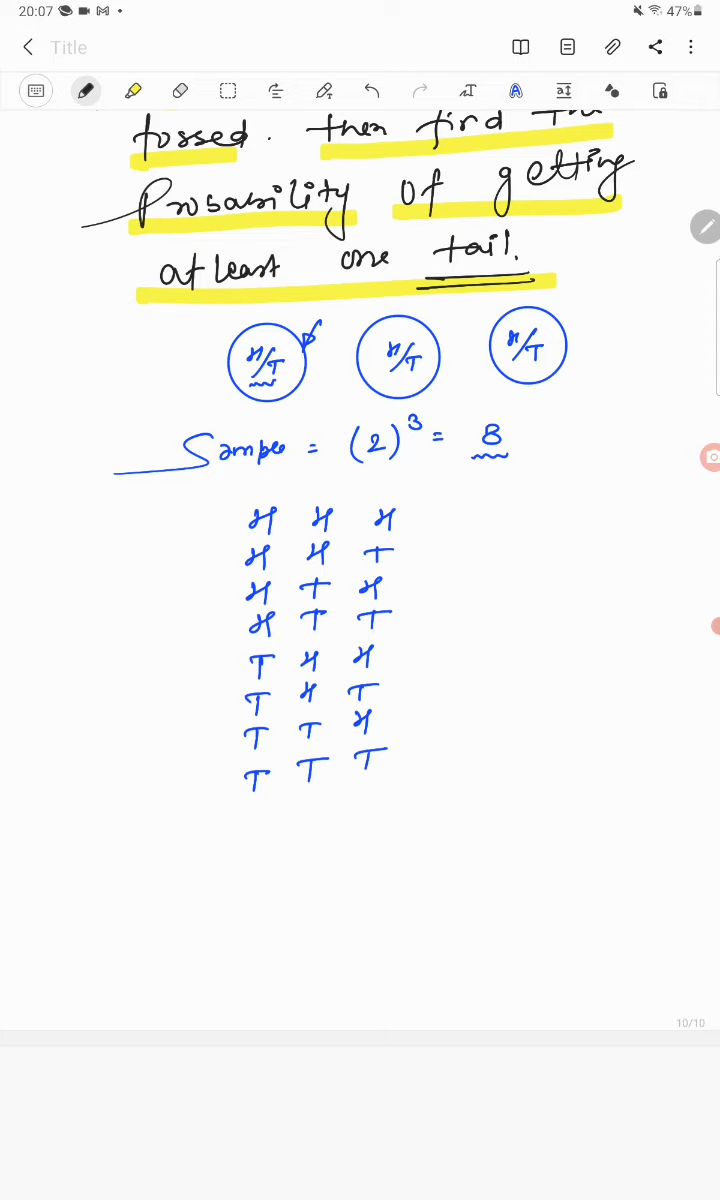 20:07
47%
Title
tossed. then find the
Probability of getting
at least one tail.
H/T H/T H/T
Sample = (2)³ = 8
H H H
H H T
H T H
H T T
T H H
T H T
T T H
T T T
10/10